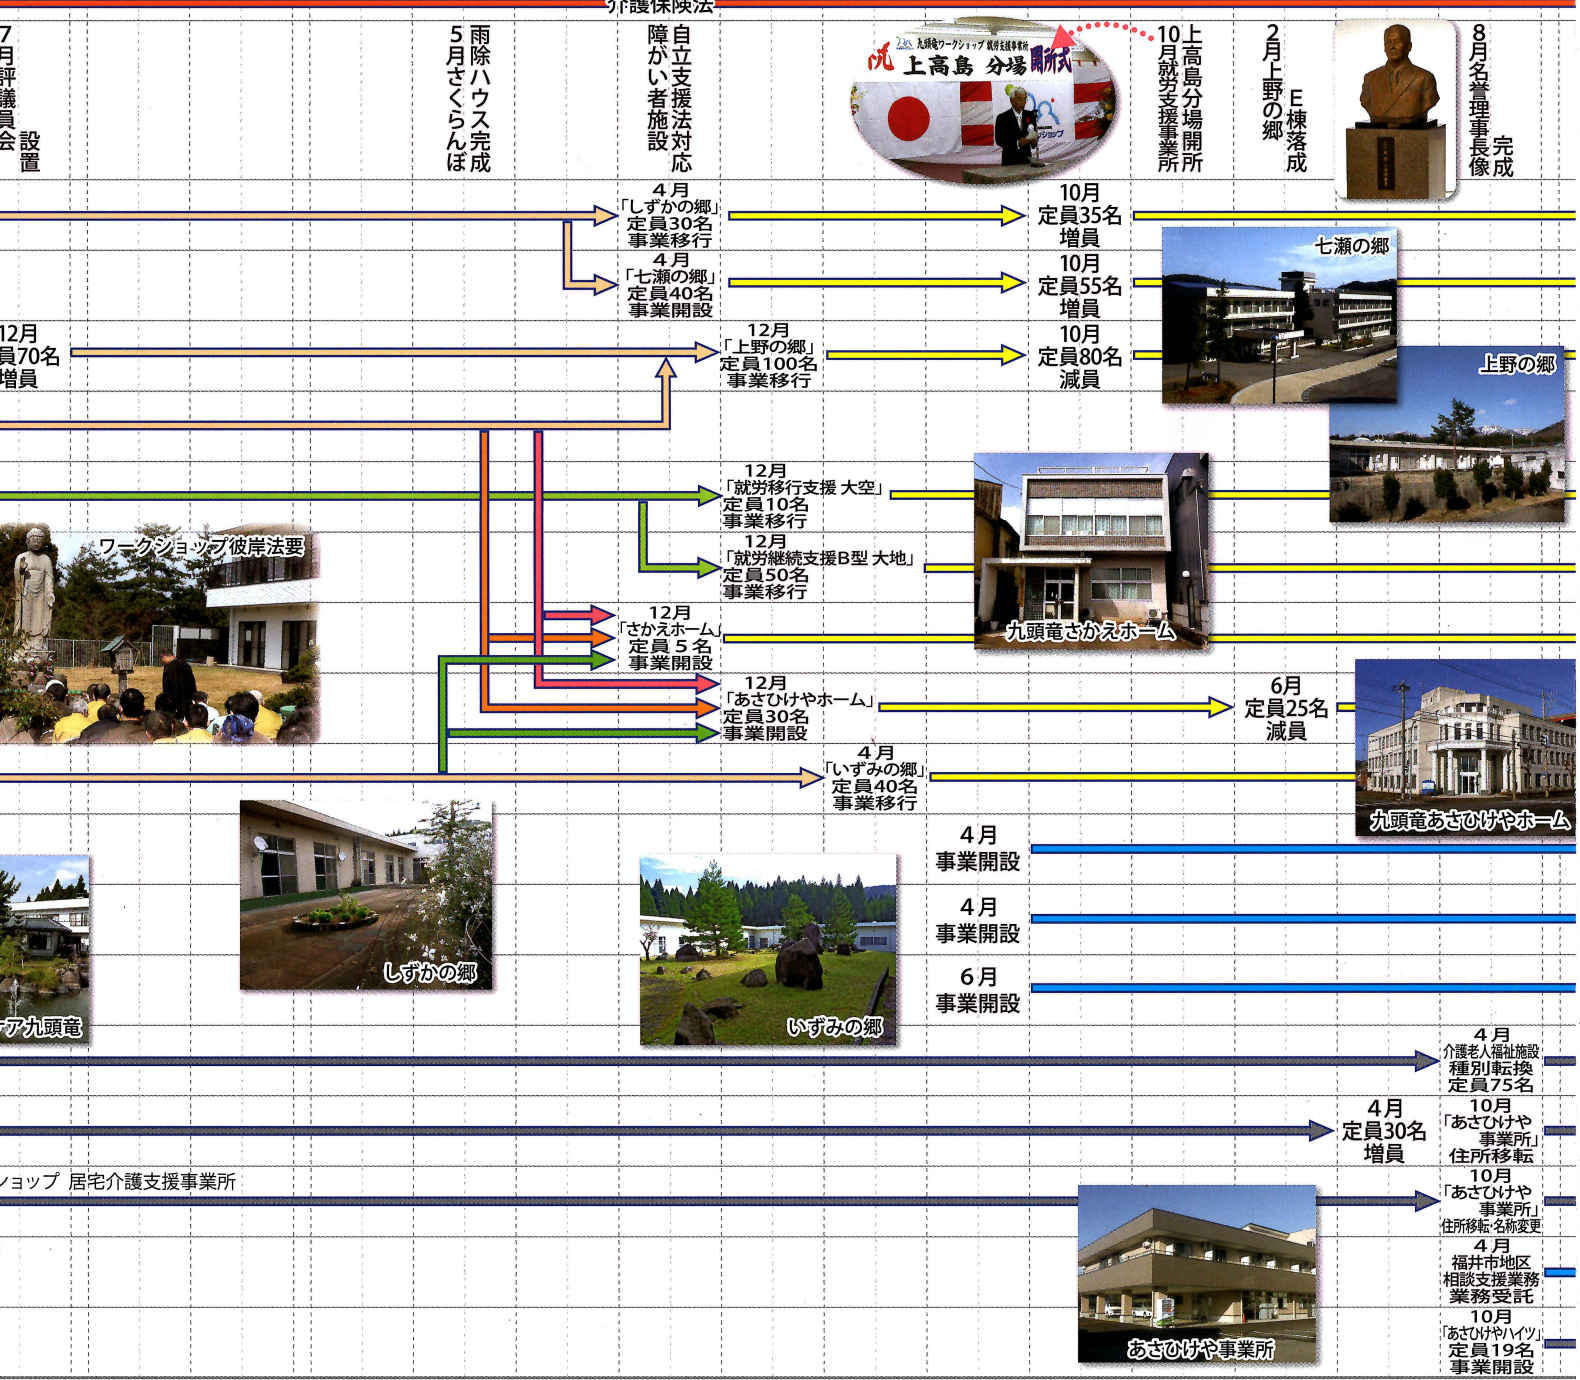 介護保険法
7月評議員会
設置
5月さくらんぼ
雨除ハウス完成
障がい者施設
自立支援法対応
九頭竜ワークショップ 就労支援事業所
祝 上高島 分場 開所式
10月就労支援事業所
上高島分場開所
2月上野の郷
E棟落成
8月名誉理事長像
完成
4月
「しずかの郷」
定員30名
事業移行
10月
定員35名
増員
4月
「七瀬の郷」
定員40名
事業開設
10月
定員55名
増員
七瀬の郷
12月
員70名
増員
12月
「上野の郷」
定員100名
事業移行
10月
定員80名
減員
上野の郷
12月
「就労移行支援 大空」
定員10名
事業移行
12月
「就労継続支援B型 大地」
定員50名
事業移行
九頭竜さかえホーム
ワークショップ彼岸法要
12月
「さかえホーム」
定員5名
事業開設
12月
「あさひけやホーム」
定員30名
事業開設
6月
定員25名
減員
九頭竜あさひけやホーム
4月
「いずみの郷」
定員40名
事業移行
4月
事業開設
4月
事業開設
6月
事業開設
しずかの郷
いずみの郷
ケア九頭竜
4月
介護老人福祉施設
種別転換
定員75名
4月
定員30名
増員
10月
「あさひけや
事業所」
住所移転
ショップ 居宅介護支援事業所
10月
「あさひけや
事業所」
住所移転・名称変更
4月
福井市地区
相談支援業務
業務受託
あさひけや事業所
10月
「あさひけやハイツ」
定員19名
事業開設